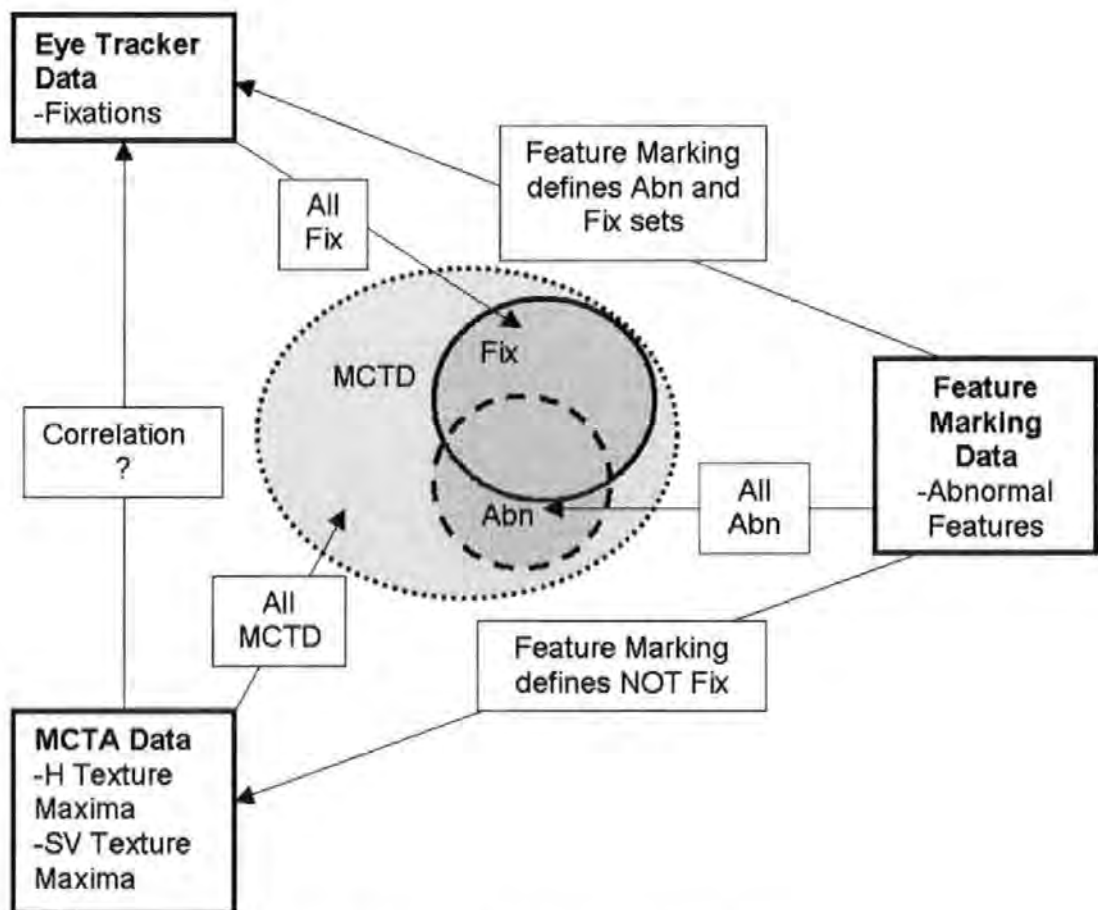 Eye Tracker
Data
-Fixations
Feature Marking
defines Abn and
Fix sets
All
Fix
Fix
MCTD
Feature
Marking
Data
-Abnormal
Features
Correlation
?
All
Abn
Abn
All
MCTD
Feature Marking
defines NOT Fix
MCTA Data
-H Texture
Maxima
-SV Texture
Maxima